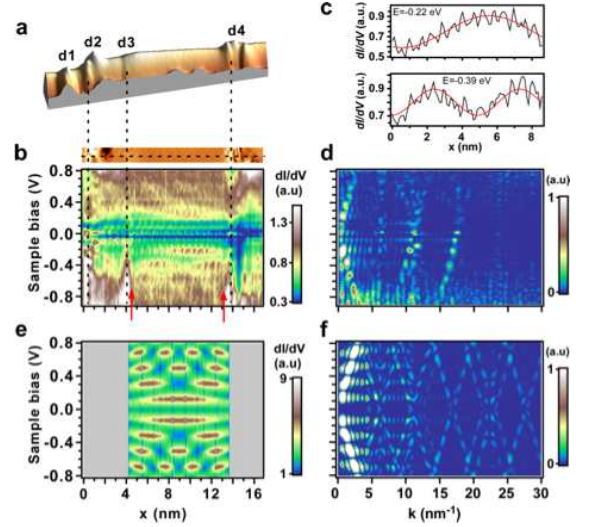 a
d1
d2
d3
d4
c
E=-0.22 eV
dI/dV (a.u.)
0.9
0.7
0.5
E=-0.39 eV
dI/dV (a.u.)
0.9
0.7
0 2 4 6 8
x (nm)
b
dI/dV
(a.u)
1.3
0.8
0.3
Sample bias (V)
0.8
0.4
0.0
-0.4
-0.8
d
(a.u)
1
0
e
dI/dV
(a.u)
9
1
Sample bias (V)
0.8
0.4
0.0
-0.4
-0.8
0 4 8 12 16
x (nm)
f
(a.u)
1
0
0 5 10 15 20 25 30
k (nm⁻¹)